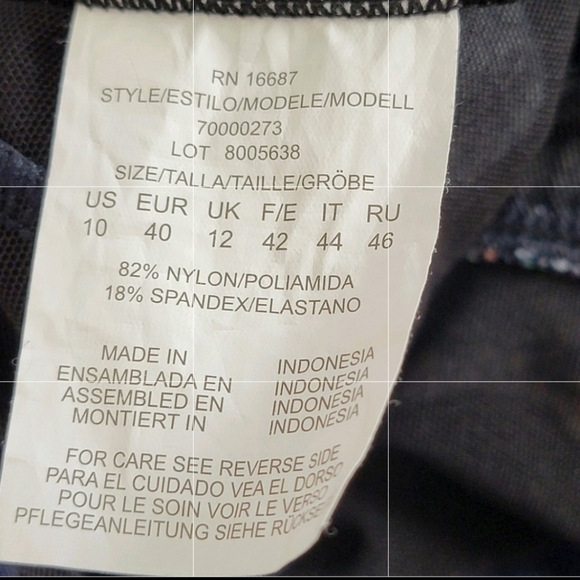 RN 16687
STYLE/ESTILO/MODELE/MODELL
70000273
LOT 8005638
SIZE/TALLA/TAILLE/GRÖBE
US EUR UK F/E IT RU
10 40 12 42 44 46
82% NYLON/POLIAMIDA
18% SPANDEX/ELASTANO
MADE IN INDONESIA
ENSAMBLADA EN INDONESIA
ASSEMBLED EN INDONESIA
MONTIERT IN INDONESIA
FOR CARE SEE REVERSE SIDE
PARA EL CUIDADO VEA EL DORSO
POUR LE SOIN VOIR LE VERSO
PFLEGEANLEITUNG SIEHE